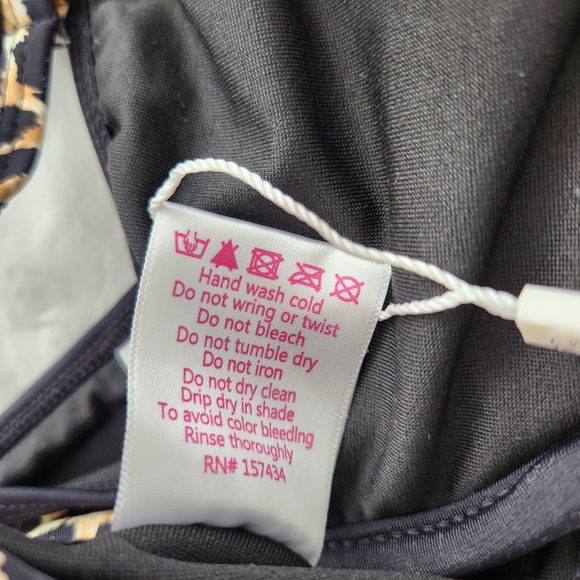 Hand wash cold
Do not wring or twist
Do not bleach
Do not tumble dry
Do not iron
Do not dry clean
Drip dry in shade
To avoid color bleeding
Rinse thoroughly
RN# 157434